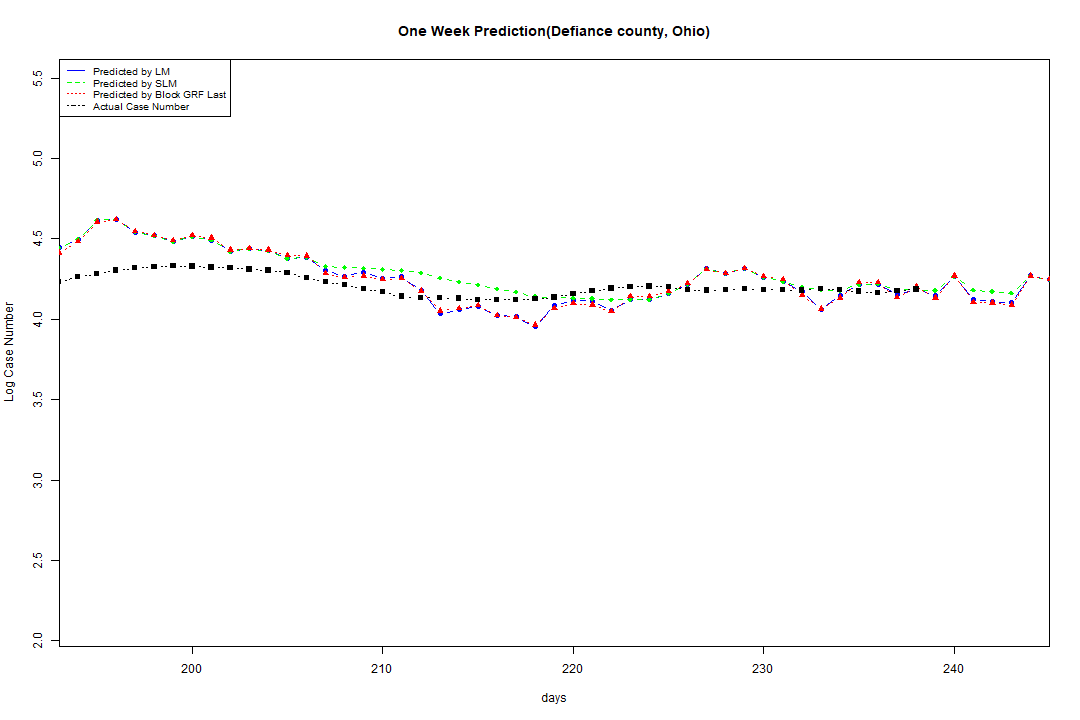 One Week Prediction(Defiance county, Ohio)
Predicted by LM
Predicted by SLM
Predicted by Block GRF Last
Actual Case Number
5.5
5.0
4.5
4.0
3.5
3.0
2.5
2.0
Log Case Number
200
210
220
230
240
days